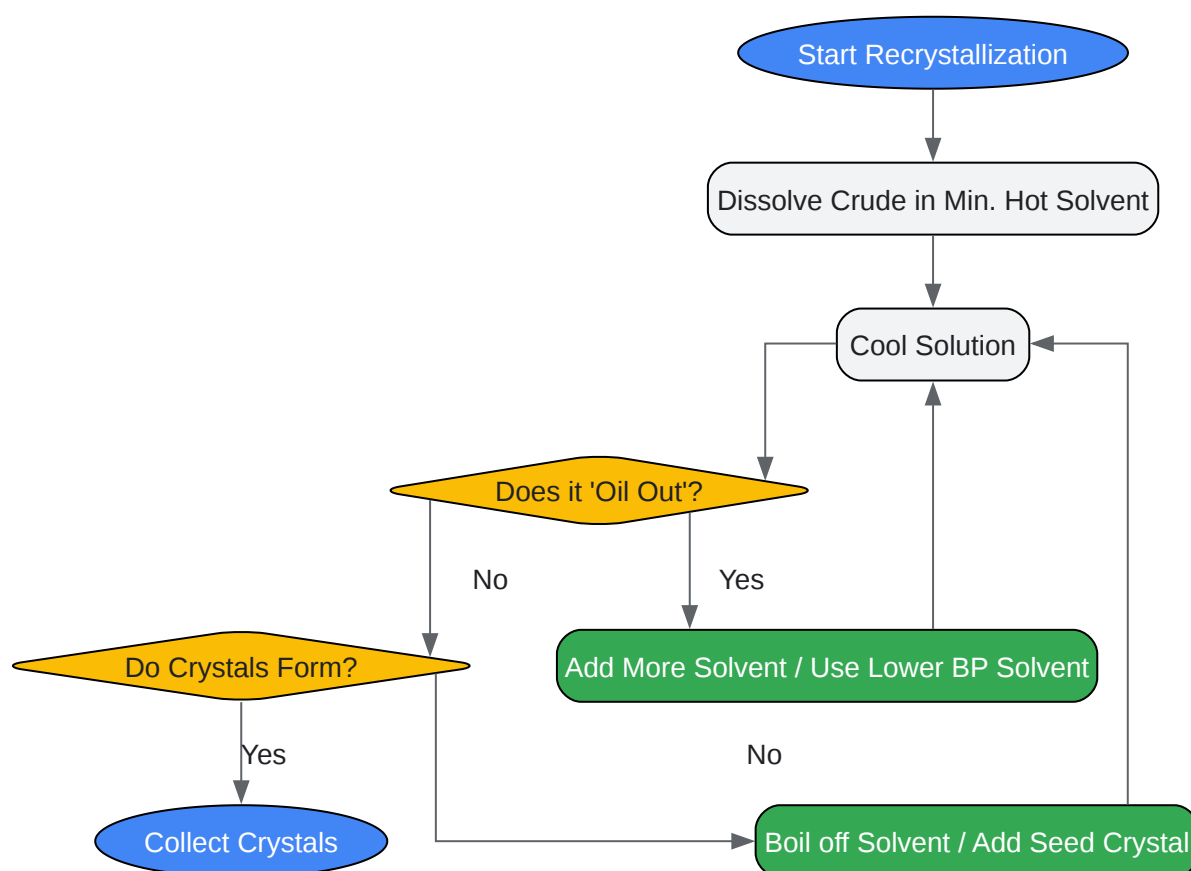 Start Recrystallization
Dissolve Crude in Min. Hot Solvent
Cool Solution
Does it 'Oil Out'?
No
Yes
Do Crystals Form?
Add More Solvent / Use Lower BP Solvent
Yes
No
Collect Crystals
Boil off Solvent / Add Seed Crystal